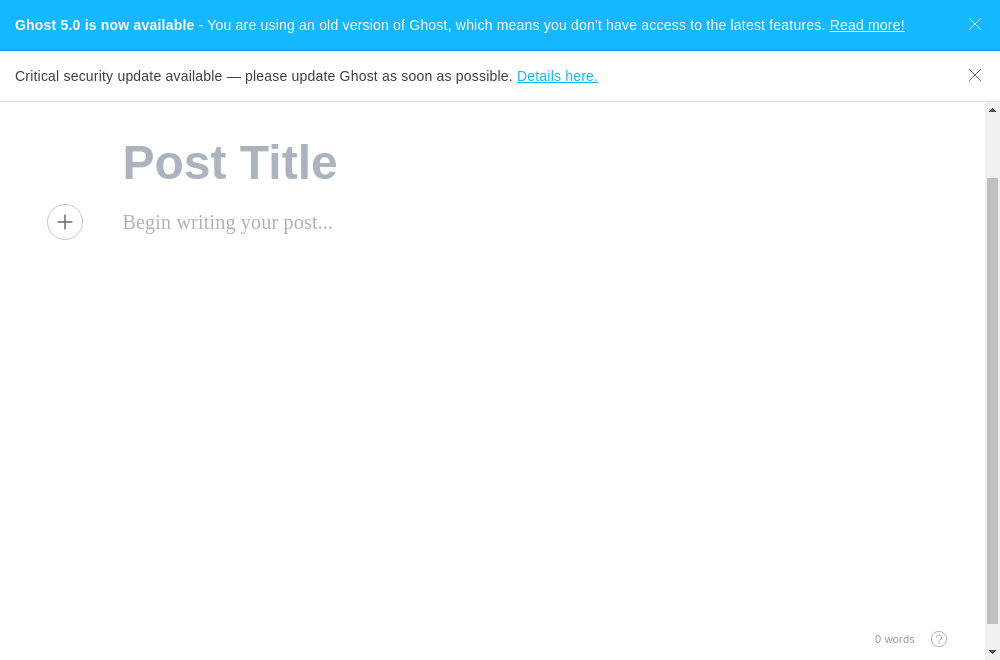 Ghost 5.0 is now available - You are using an old version of Ghost, which means you don't have access to the latest features. Read more!
Critical security update available — please update Ghost as soon as possible. Details here.
Post Title
Begin writing your post...
0 words